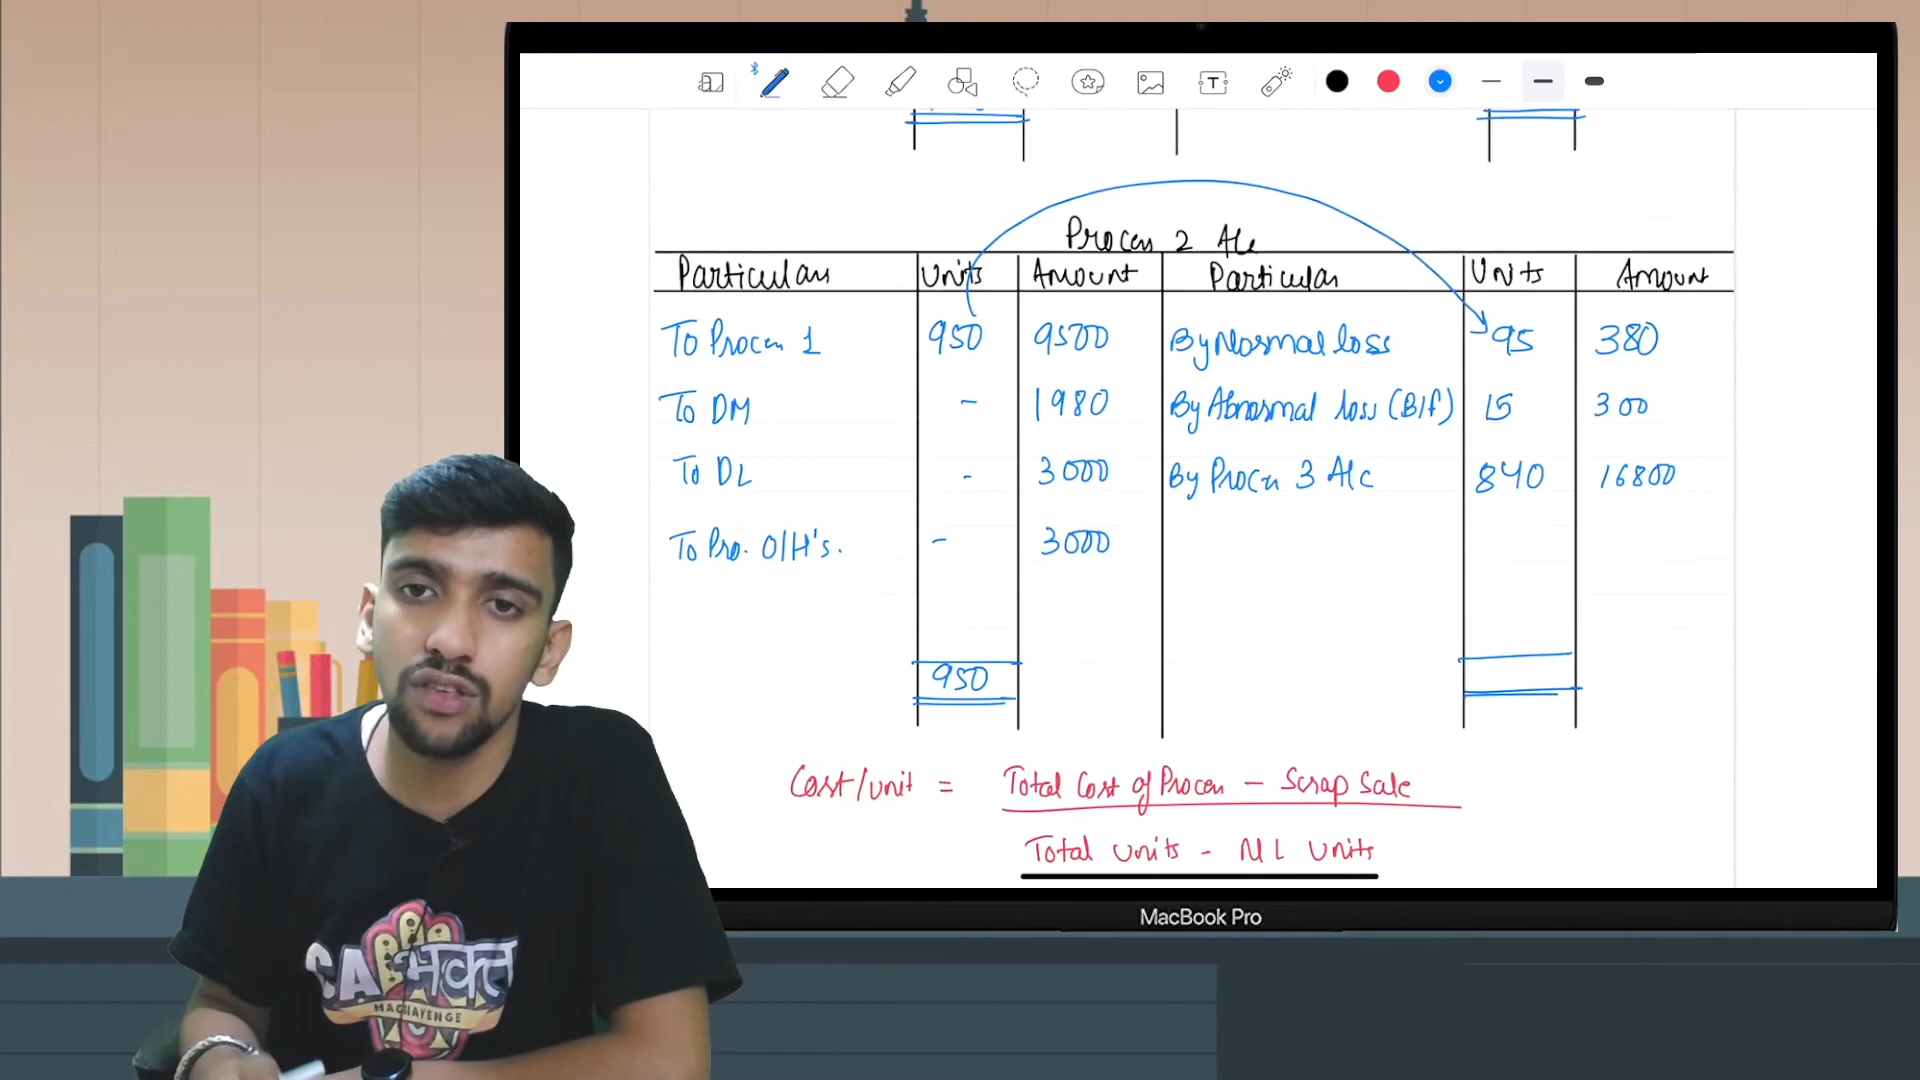 Process 2 A/c
Particulars Units Amount Particular Units Amount
To Process 1 950 9500 By Normal loss 95 380
To DM - 1980 By Abnormal loss (B/f) 15 300
To DL - 3000 By Process 3 A/c 840 16800
To Pro. O/H's. - 3000
950
Cost/unit = Total Cost of Process - Scrap Sale
Total units - NL Units
MacBook Pro
CA भक्त
MACHAYENGE